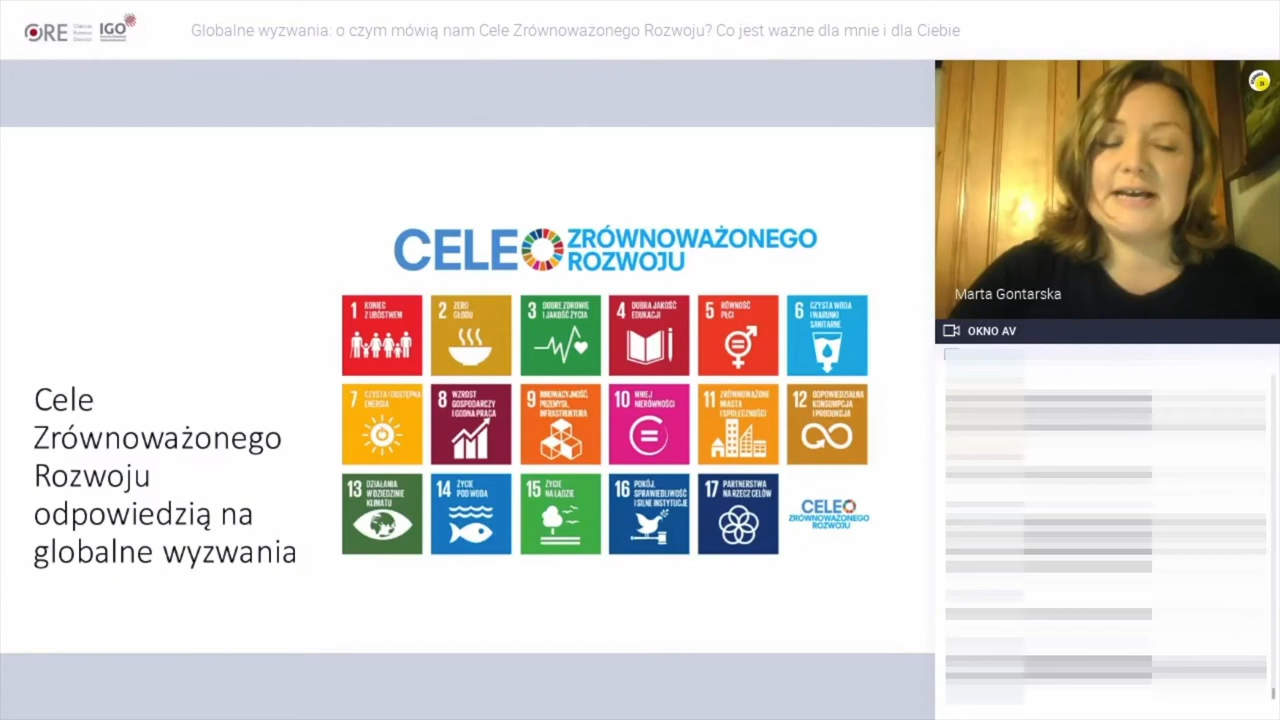 ORE
IGO
Globalne wyzwania: o czym mówią nam Cele Zrównoważonego Rozwoju? Co jest ważne dla mnie i dla Ciebie
CELE ZRÓWNOWAŻONEGO
ROZWOJU
1 KONIEC
Z UBÓSTWEM
2 ZERO
GŁODU
3 DOBRE ZDROWIE
I JAKOŚĆ ŻYCIA
4 DOBRA JAKOŚĆ
EDUKACJI
5 RÓWNOŚĆ
PŁCI
6 CZYSTA WODA
I WARUNKI
SANITARNE
7 CZYSTA I DOSTĘPNA
ENERGIA
8 WZROST
GOSPODARCZY
I GODNA PRACA
9 INNOWACYJNOŚĆ,
PRZEMYSŁ,
INFRASTRUKTURA
10 MNIEJ
NIERÓWNOŚCI
11 ZRÓWNOWAŻONE
MIASTA
I SPOŁECZNOŚCI
12 ODPOWIEDZIALNA
KONSUMPCJA
I PRODUKCJA
13 DZIAŁANIA
W DZIEDZINIE
KLIMATU
14 ŻYCIE
POD WODĄ
15 ŻYCIE
NA LĄDZIE
16 POKÓJ,
SPRAWIEDLIWOŚĆ
I SILNE INSTYTUCJE
17 PARTNERSTWA
NA RZECZ CELÓW
CELE
ZRÓWNOWAŻONEGO
ROZWOJU
Cele
Zrównoważonego
Rozwoju
odpowiedzią na
globalne wyzwania
Marta Gontarska
OKNO AV